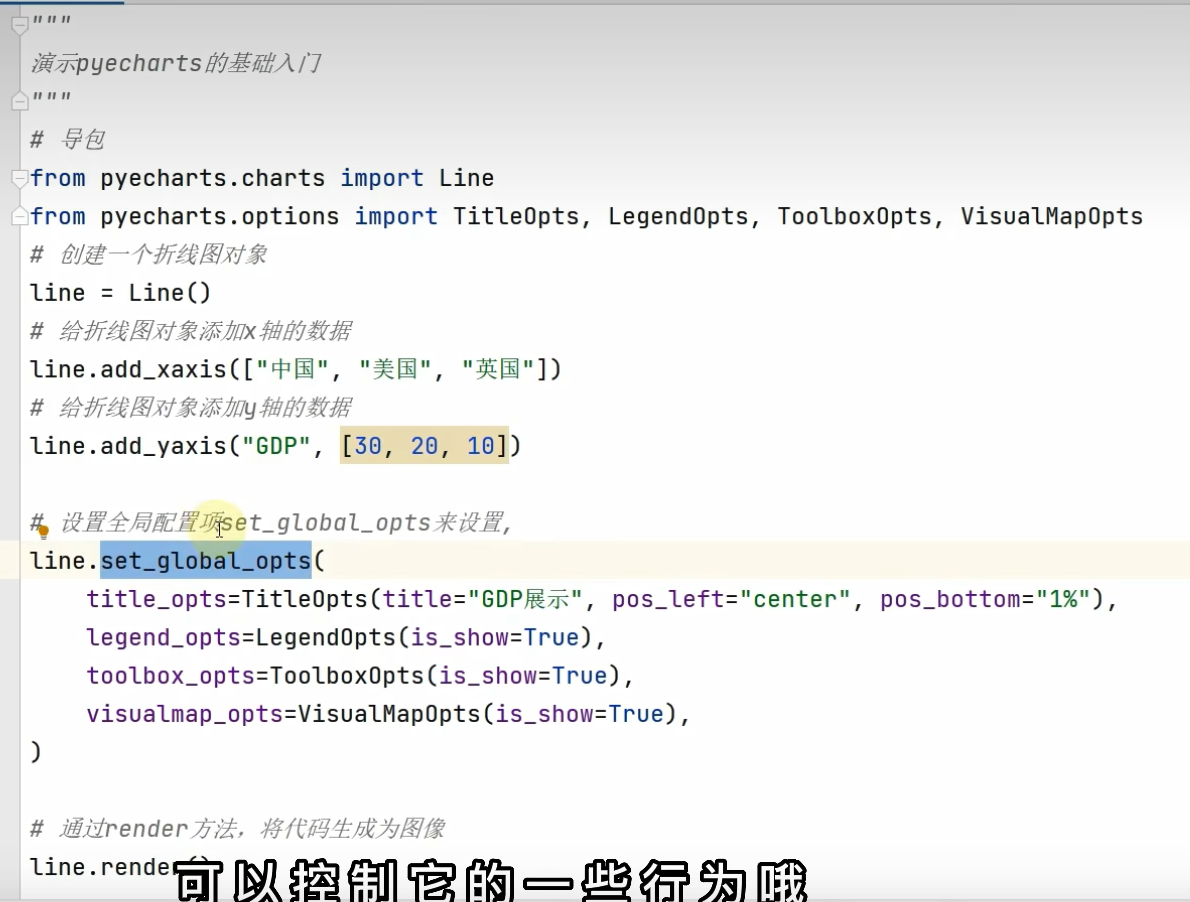 """
演示pyecharts的基础入门
"""
# 导包
from pyecharts.charts import Line
from pyecharts.options import TitleOpts, LegendOpts, ToolboxOpts, VisualMapOpts
# 创建一个折线图对象
line = Line()
# 给折线图对象添加x轴的数据
line.add_xaxis(["中国", "美国", "英国"])
# 给折线图对象添加y轴的数据
line.add_yaxis("GDP", [30, 20, 10])
# 设置全局配置项set_global_opts来设置,
line.set_global_opts(
    title_opts=TitleOpts(title="GDP展示", pos_left="center", pos_bottom="1%"),
    legend_opts=LegendOpts(is_show=True),
    toolbox_opts=ToolboxOpts(is_show=True),
    visualmap_opts=VisualMapOpts(is_show=True),
)
# 通过render方法，将代码生成为图像
line.render()
可以控制它的一些行为哦